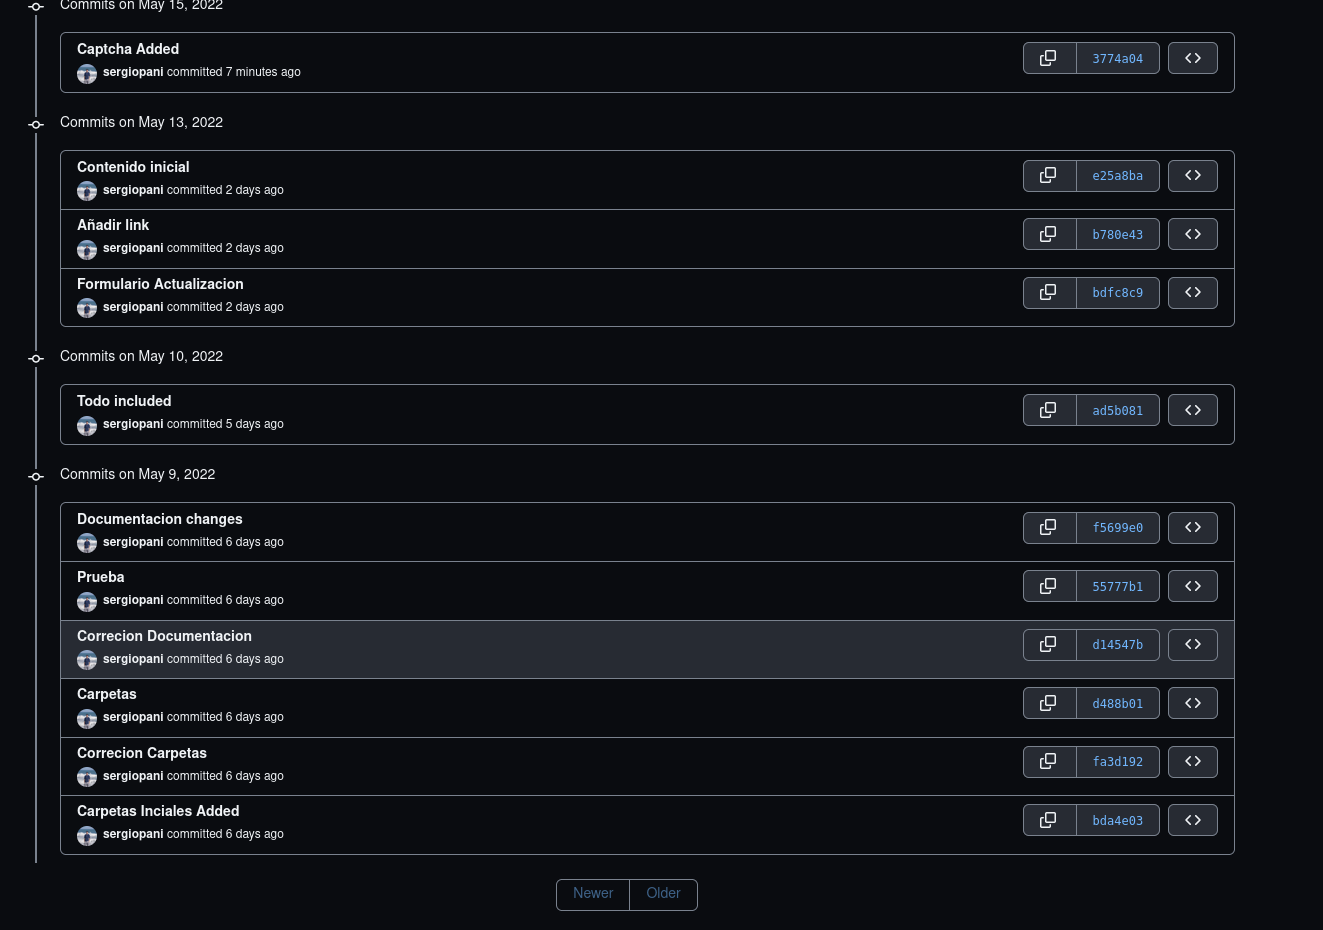 Commits on May 15, 2022
Captcha Added
sergiopani committed 7 minutes ago
3774a04
Commits on May 13, 2022
Contenido inicial
sergiopani committed 2 days ago
e25a8ba
Añadir link
sergiopani committed 2 days ago
b780e43
Formulario Actualizacion
sergiopani committed 2 days ago
bdfc8c9
Commits on May 10, 2022
Todo included
sergiopani committed 5 days ago
ad5b081
Commits on May 9, 2022
Documentacion changes
sergiopani committed 6 days ago
f5699e0
Prueba
sergiopani committed 6 days ago
55777b1
Correcion Documentacion
sergiopani committed 6 days ago
d14547b
Carpetas
sergiopani committed 6 days ago
d488b01
Correcion Carpetas
sergiopani committed 6 days ago
fa3d192
Carpetas Inciales Added
sergiopani committed 6 days ago
bda4e03
Newer Older